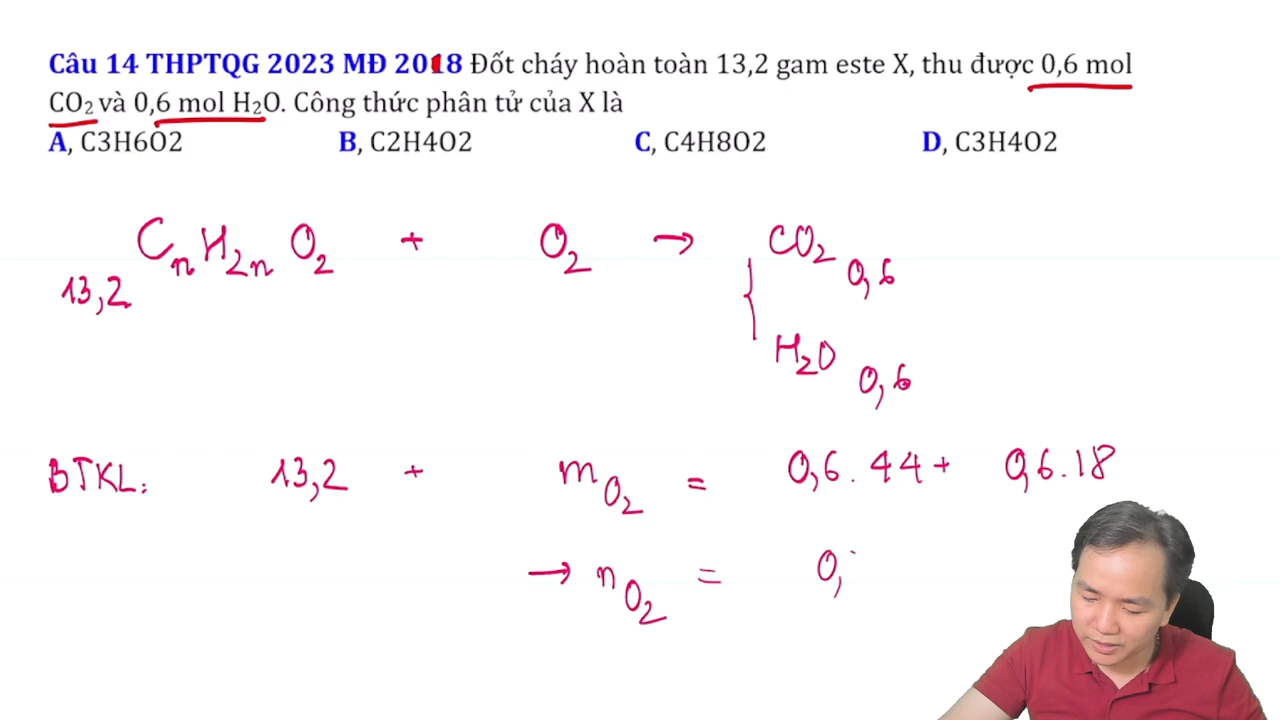 Câu 14 THPTQG 2023 MĐ 2018 Đốt cháy hoàn toàn 13,2 gam este X, thu được 0,6 mol
CO₂ và 0,6 mol H₂O. Công thức phân tử của X là
A, C3H6O2 B, C2H4O2 C, C4H8O2 D, C3H4O2
CₙH₂ₙO₂ + O₂ → CO₂
13,2 0,6
H₂O
0,6
BTKL: 13,2 + m O₂ = 0,6 . 44 + 0,6 . 18
→ n O₂ = 0,